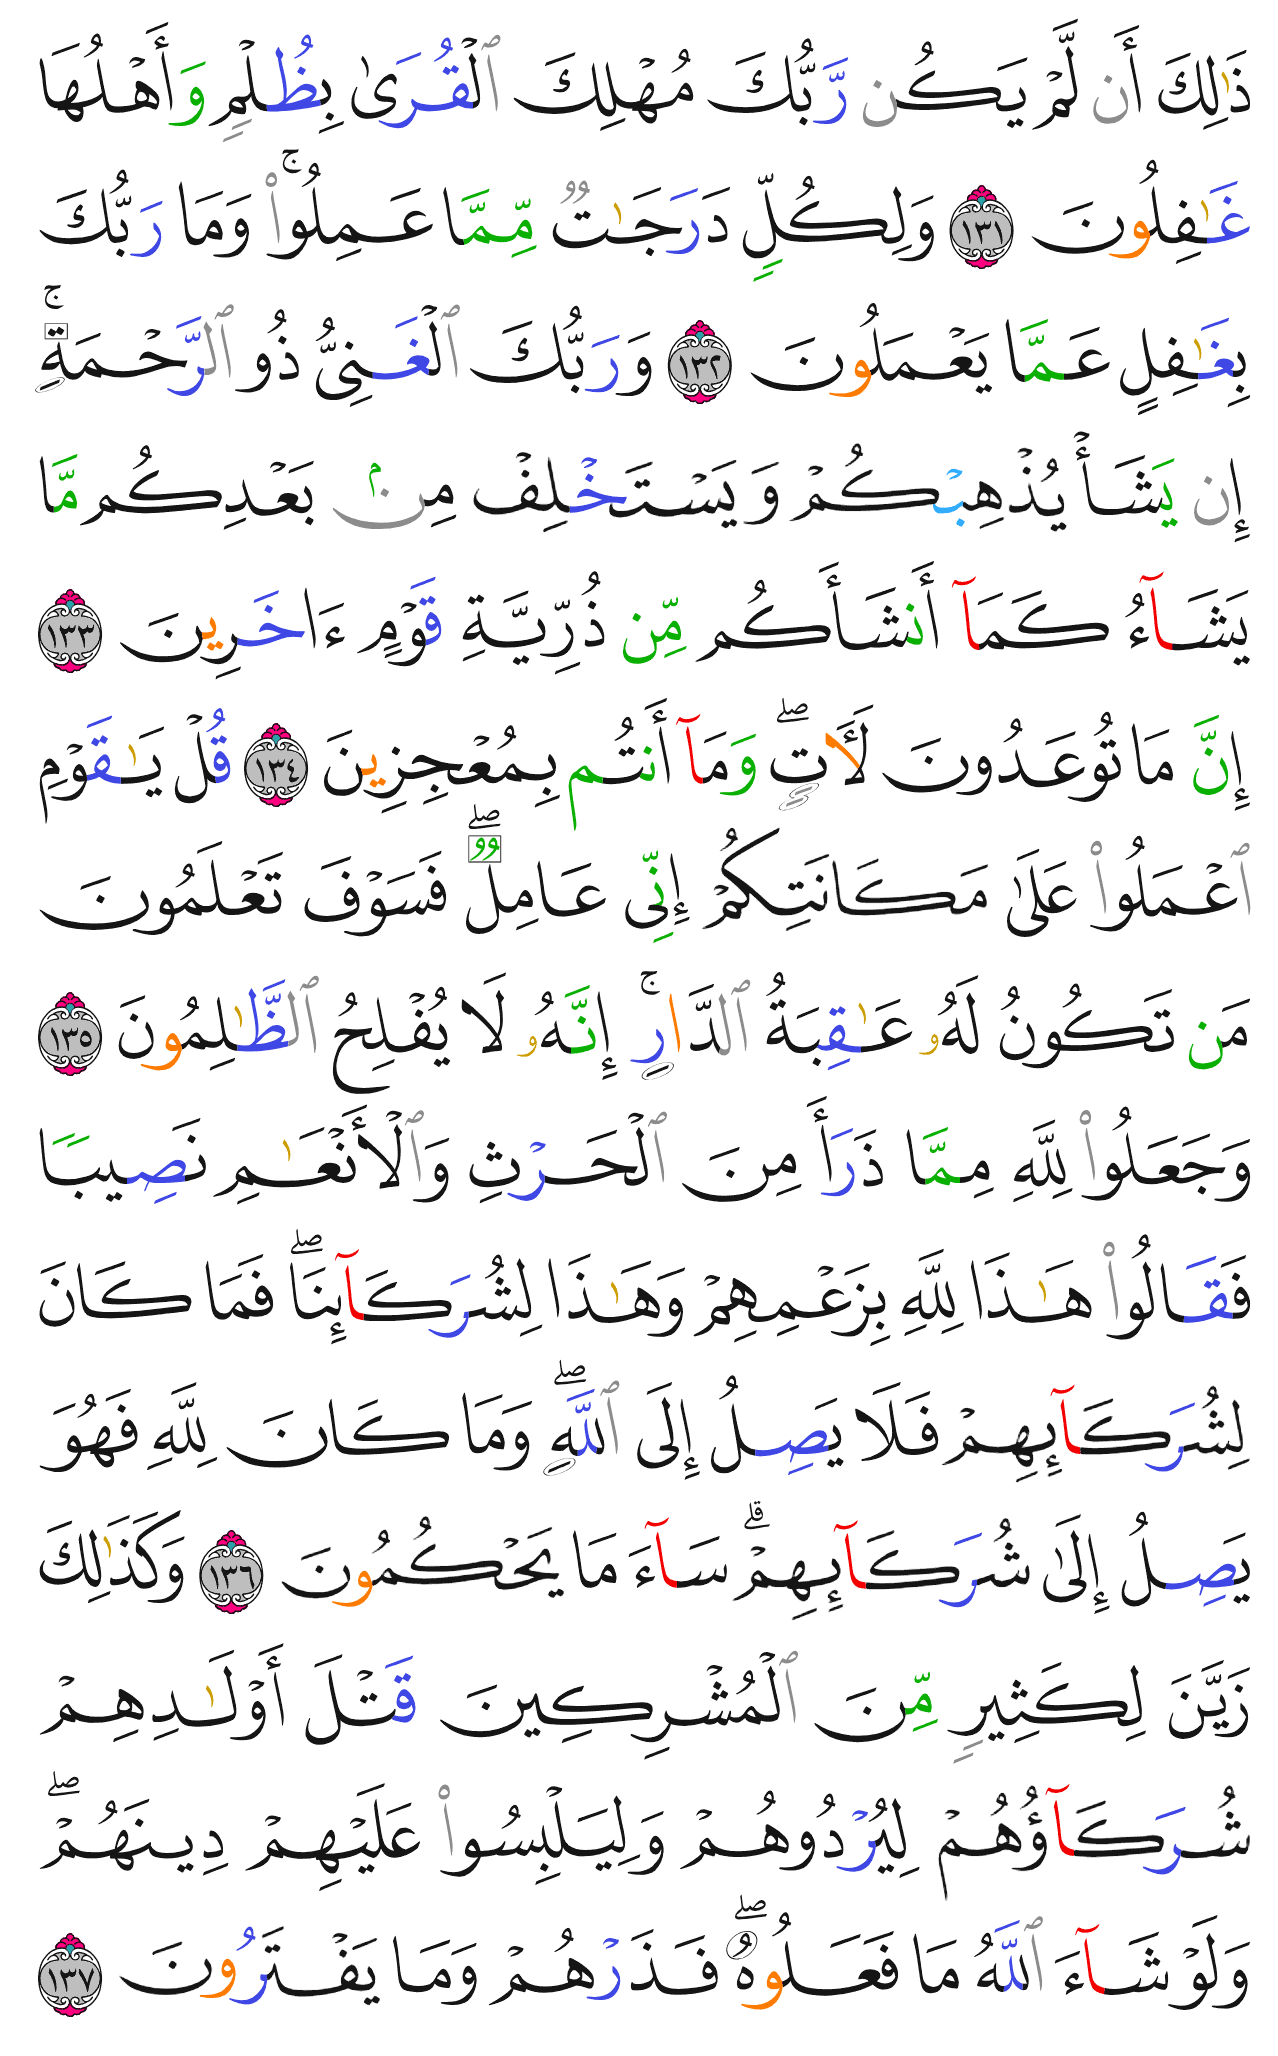 ذَٰلِكَ أَن لَّمْ يَكُن رَّبُّكَ مُهْلِكَ ٱلْقُرَىٰ بِظُلْمٍ وَأَهْلُهَا
غَـٰفِلُونَ ١٣١ وَلِكُلٍّ دَرَجَـٰتٌ مِّمَّا عَمِلُوا۟ ۚ وَمَا رَبُّكَ
بِغَـٰفِلٍ عَمَّا يَعْمَلُونَ ١٣٢ وَرَبُّكَ ٱلْغَنِىُّ ذُو ٱلرَّحْمَةِ ۚ
إِن يَشَأْ يُذْهِبْكُمْ وَيَسْتَخْلِفْ مِنۢ بَعْدِكُم مَّا
يَشَآءُ كَمَآ أَنشَأَكُم مِّن ذُرِّيَّةِ قَوْمٍ ءَاخَرِينَ ١٣٣
إِنَّ مَا تُوعَدُونَ لَـَٔاتٍ ۖ وَمَآ أَنتُم بِمُعْجِزِينَ ١٣٤ قُلْ يَـٰقَوْمِ
ٱعْمَلُوا۟ عَلَىٰ مَكَانَتِكُمْ إِنِّى عَامِلٌ ۖ فَسَوْفَ تَعْلَمُونَ
مَن تَكُونُ لَهُۥ عَـٰقِبَةُ ٱلدَّارِ ۚ إِنَّهُۥ لَا يُفْلِحُ ٱلظَّـٰلِمُونَ ١٣٥
وَجَعَلُوا۟ لِلَّهِ مِمَّا ذَرَأَ مِنَ ٱلْحَرْثِ وَٱلْأَنْعَـٰمِ نَصِيبًا
فَقَالُوا۟ هَـٰذَا لِلَّهِ بِزَعْمِهِمْ وَهَـٰذَا لِشُرَكَآئِنَا ۖ فَمَا كَانَ
لِشُرَكَآئِهِمْ فَلَا يَصِلُ إِلَى ٱللَّهِ ۖ وَمَا كَانَ لِلَّهِ فَهُوَ
يَصِلُ إِلَىٰ شُرَكَآئِهِمْ ۗ سَآءَ مَا يَحْكُمُونَ ١٣٦ وَكَذَٰلِكَ
زَيَّنَ لِكَثِيرٍ مِّنَ ٱلْمُشْرِكِينَ قَتْلَ أَوْلَـٰدِهِمْ
شُرَكَآؤُهُمْ لِيُرْدُوهُمْ وَلِيَلْبِسُوا۟ عَلَيْهِمْ دِينَهُمْ ۖ
وَلَوْ شَآءَ ٱللَّهُ مَا فَعَلُوهُ ۖ فَذَرْهُمْ وَمَا يَفْتَرُونَ ١٣٧